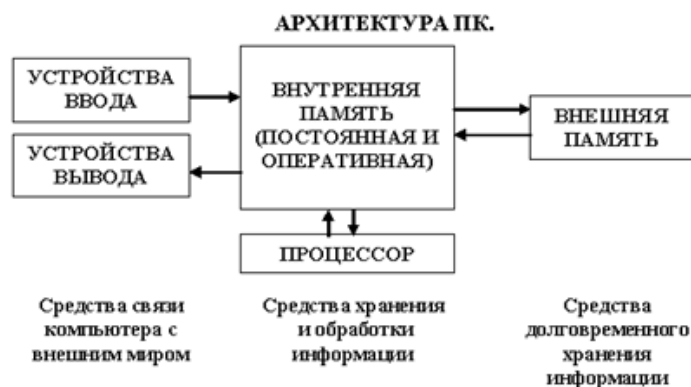 АРХИТЕКТУРА ПК.
УСТРОЙСТВА
ВВОДА
УСТРОЙСТВА
ВЫВОДА
ВНУТРЕННЯЯ
ПАМЯТЬ
(ПОСТОЯННАЯ И
ОПЕРАТИВНАЯ)
ВНЕШНЯЯ
ПАМЯТЬ
ПРОЦЕССОР
Средства связи
компьютера с
внешним миром
Средства хранения
и обработки
информации
Средства
долговременного
хранения
информации